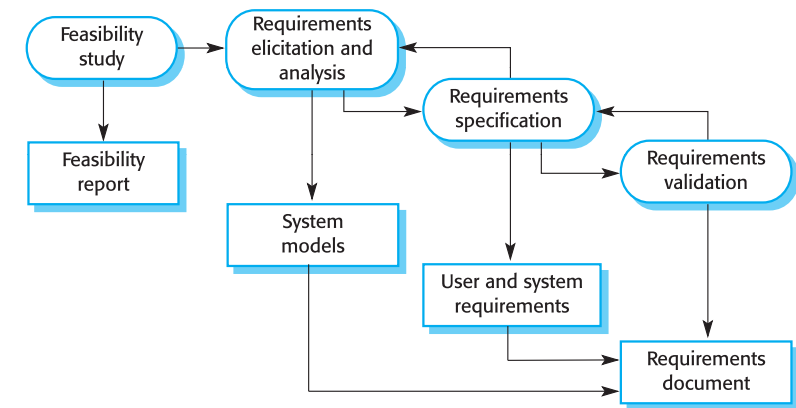 Feasibility
study
Requirements
elicitation and
analysis
Requirements
specification
Requirements
validation
Feasibility
report
System
models
User and system
requirements
Requirements
document